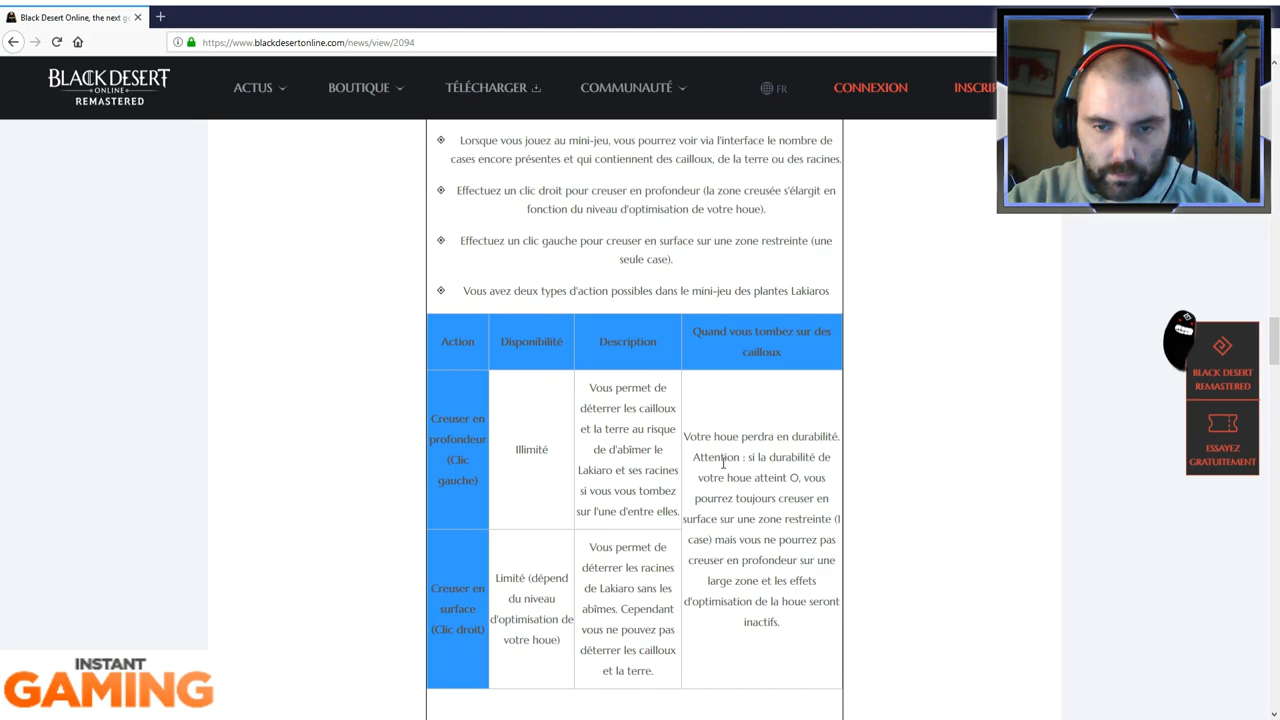 Black Desert Online, the next g
https://www.blackdesertonline.com/news/view/2094
BLACK DESERT
ONLINE
REMASTERED
ACTUS
BOUTIQUE
TÉLÉCHARGER
COMMUNAUTÉ
FR
CONNEXION
INSCRIP
Lorsque vous jouez au mini-jeu, vous pourrez voir via l'interface le nombre de
cases encore présentes et qui contiennent des cailloux, de la terre ou des racines.
Effectuez un clic droit pour creuser en profondeur (la zone creusée s'élargit en
fonction du niveau d'optimisation de votre houe).
Effectuez un clic gauche pour creuser en surface sur une zone restreinte (une
seule case).
Vous avez deux types d'action possibles dans le mini-jeu des plantes Lakiaros
Action
Disponibilité
Description
Quand vous tombez sur des
cailloux
Creuser en
profondeur
(Clic
gauche)
Illimité
Vous permet de
déterrer les cailloux
et la terre au risque
de d'abîmer le
Lakiaro et ses racines
si vous vous tombez
sur l'une d'entre elles.
Votre houe perdra en durabilité.
Attention : si la durabilité de
votre houe atteint 0, vous
pourrez toujours creuser en
surface sur une zone restreinte (1
case) mais vous ne pourrez pas
creuser en profondeur sur une
large zone et les effets
d'optimisation de la houe seront
inactifs.
Creuser en
surface
(Clic droit)
Limité (dépend
du niveau
d'optimisation de
votre houe)
Vous permet de
déterrer les racines
de Lakiaro sans les
abîmes. Cependant
vous ne pouvez pas
déterrer les cailloux
et la terre.
BLACK DESERT
REMASTERED
ESSAYEZ
GRATUITEMENT
INSTANT
GAMING